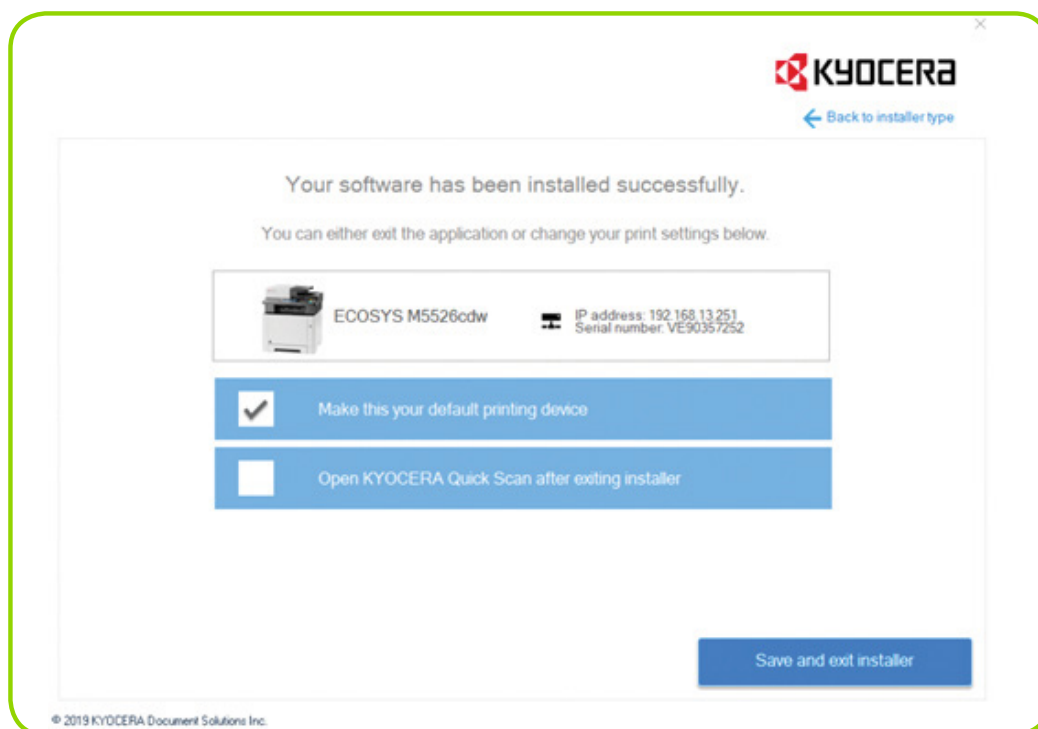 KYOCERA
Back to installer type
Your software has been installed successfully.
You can either exit the application or change your print settings below.
ECOSYS M5526cdw
IP address: 192.168.13.251
Serial number: VE90357252
Make this your default printing device
Open KYOCERA Quick Scan after exiting installer
Save and exit installer
© 2019 KYOCERA Document Solutions Inc.